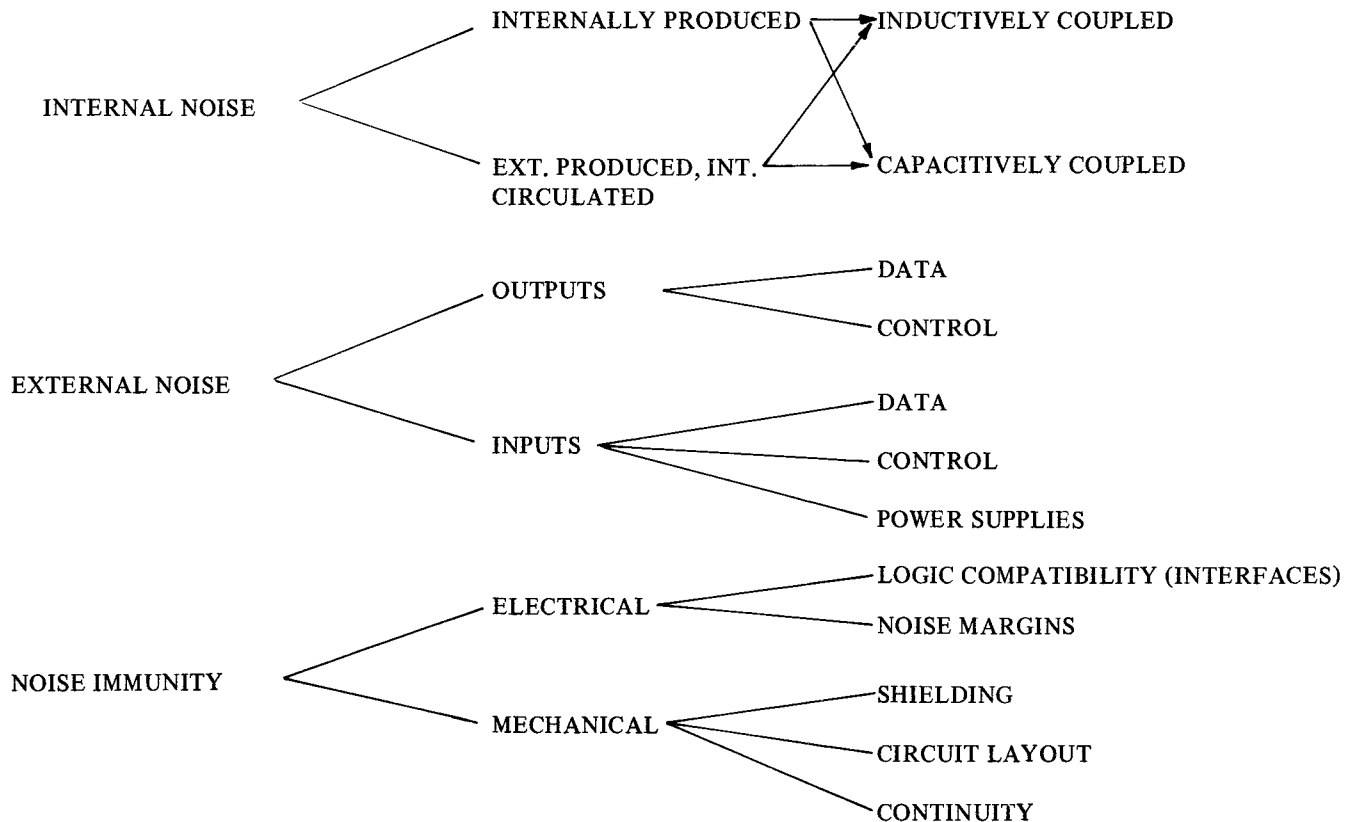 INTERNALLY PRODUCED
INDUCTIVELY COUPLED
INTERNAL NOISE
EXT. PRODUCED, INT.
CIRCULATED
CAPACITIVELY COUPLED
OUTPUTS
DATA
CONTROL
EXTERNAL NOISE
INPUTS
DATA
CONTROL
POWER SUPPLIES
ELECTRICAL
LOGIC COMPATIBILITY (INTERFACES)
NOISE MARGINS
NOISE IMMUNITY
MECHANICAL
SHIELDING
CIRCUIT LAYOUT
CONTINUITY